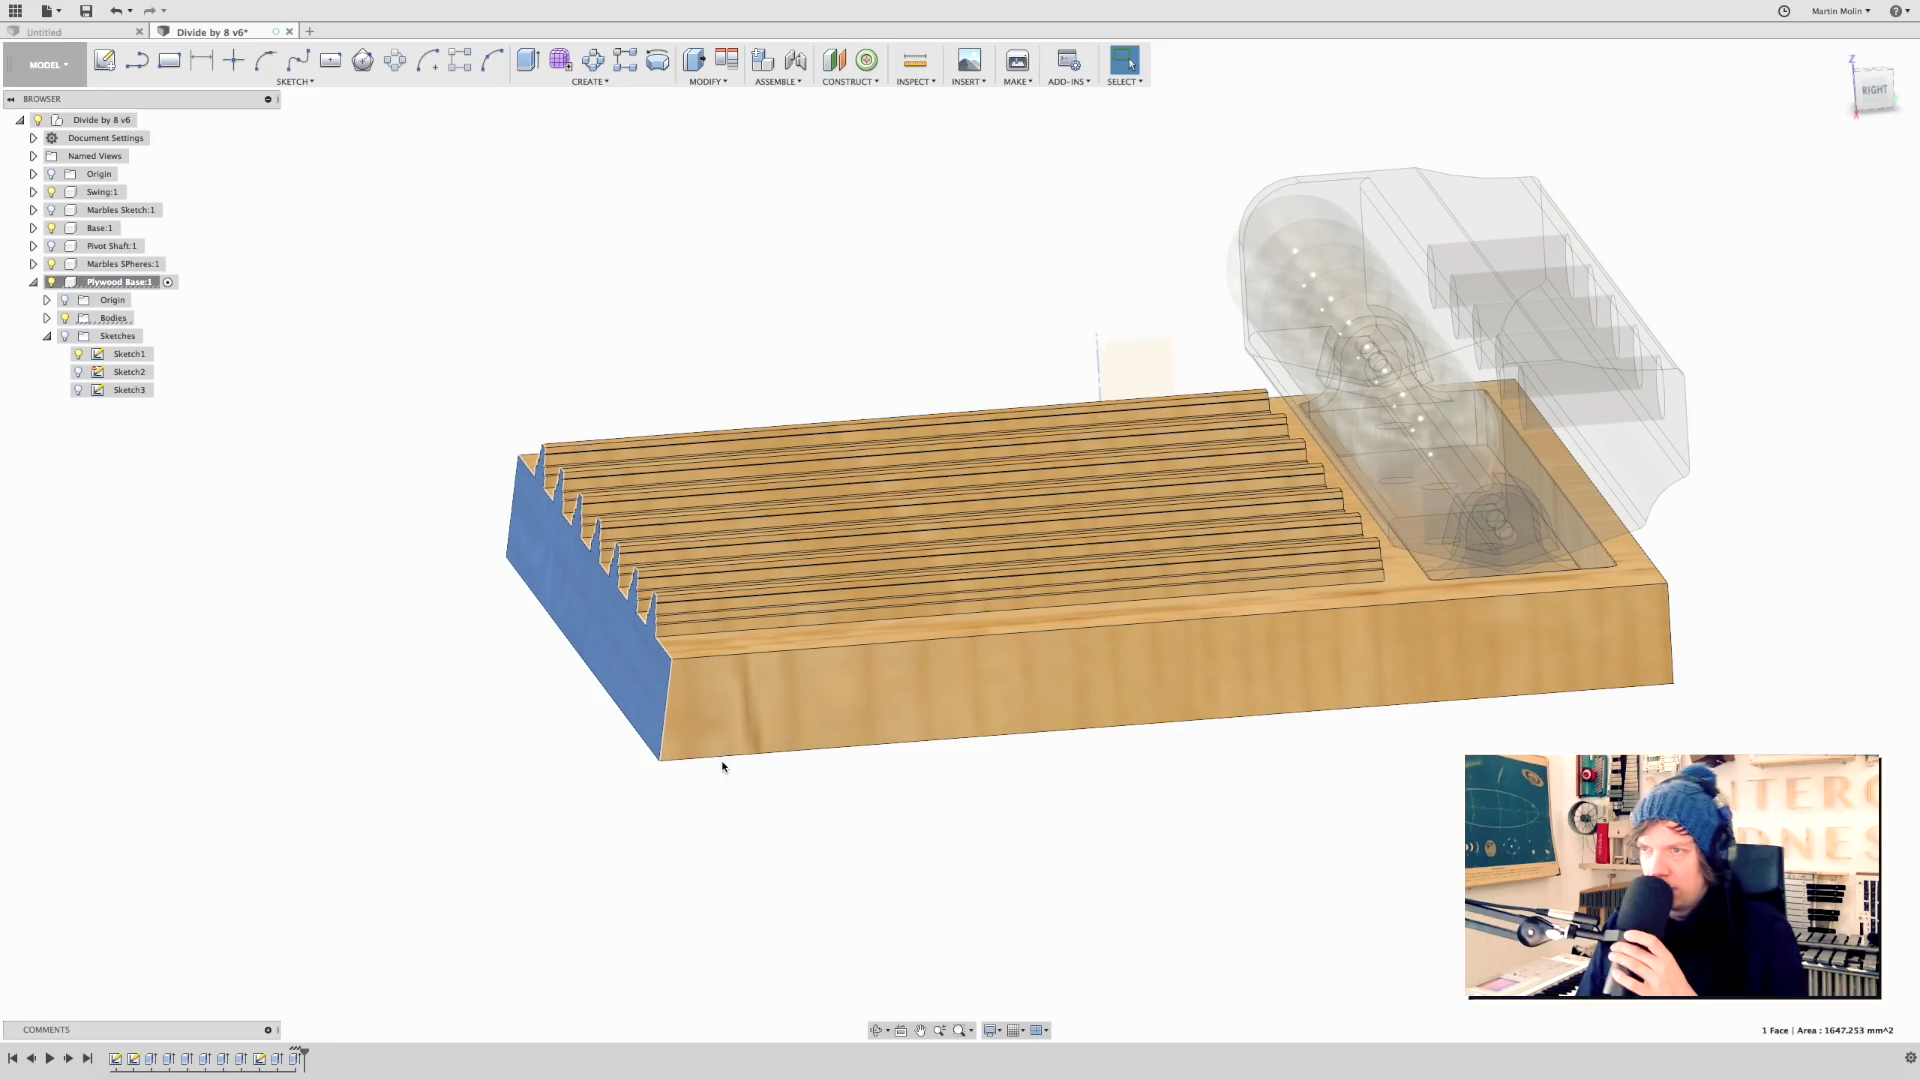 Martin Molin
Untitled
Divide by 8 v6*
MODEL
SKETCH
CREATE
MODIFY
ASSEMBLE
CONSTRUCT
INSPECT
INSERT
MAKE
ADD-INS
SELECT
BROWSER
Divide by 8 v6
Document Settings
Named Views
Origin
Swing:1
Marbles Sketch:1
Base:1
Pivot Shaft:1
Marbles SPheres:1
Plywood Base:1
Origin
Bodies
Sketches
Sketch1
Sketch2
Sketch3
Z
RIGHT
X
COMMENTS
1 Face | Area : 1647.253 mm^2